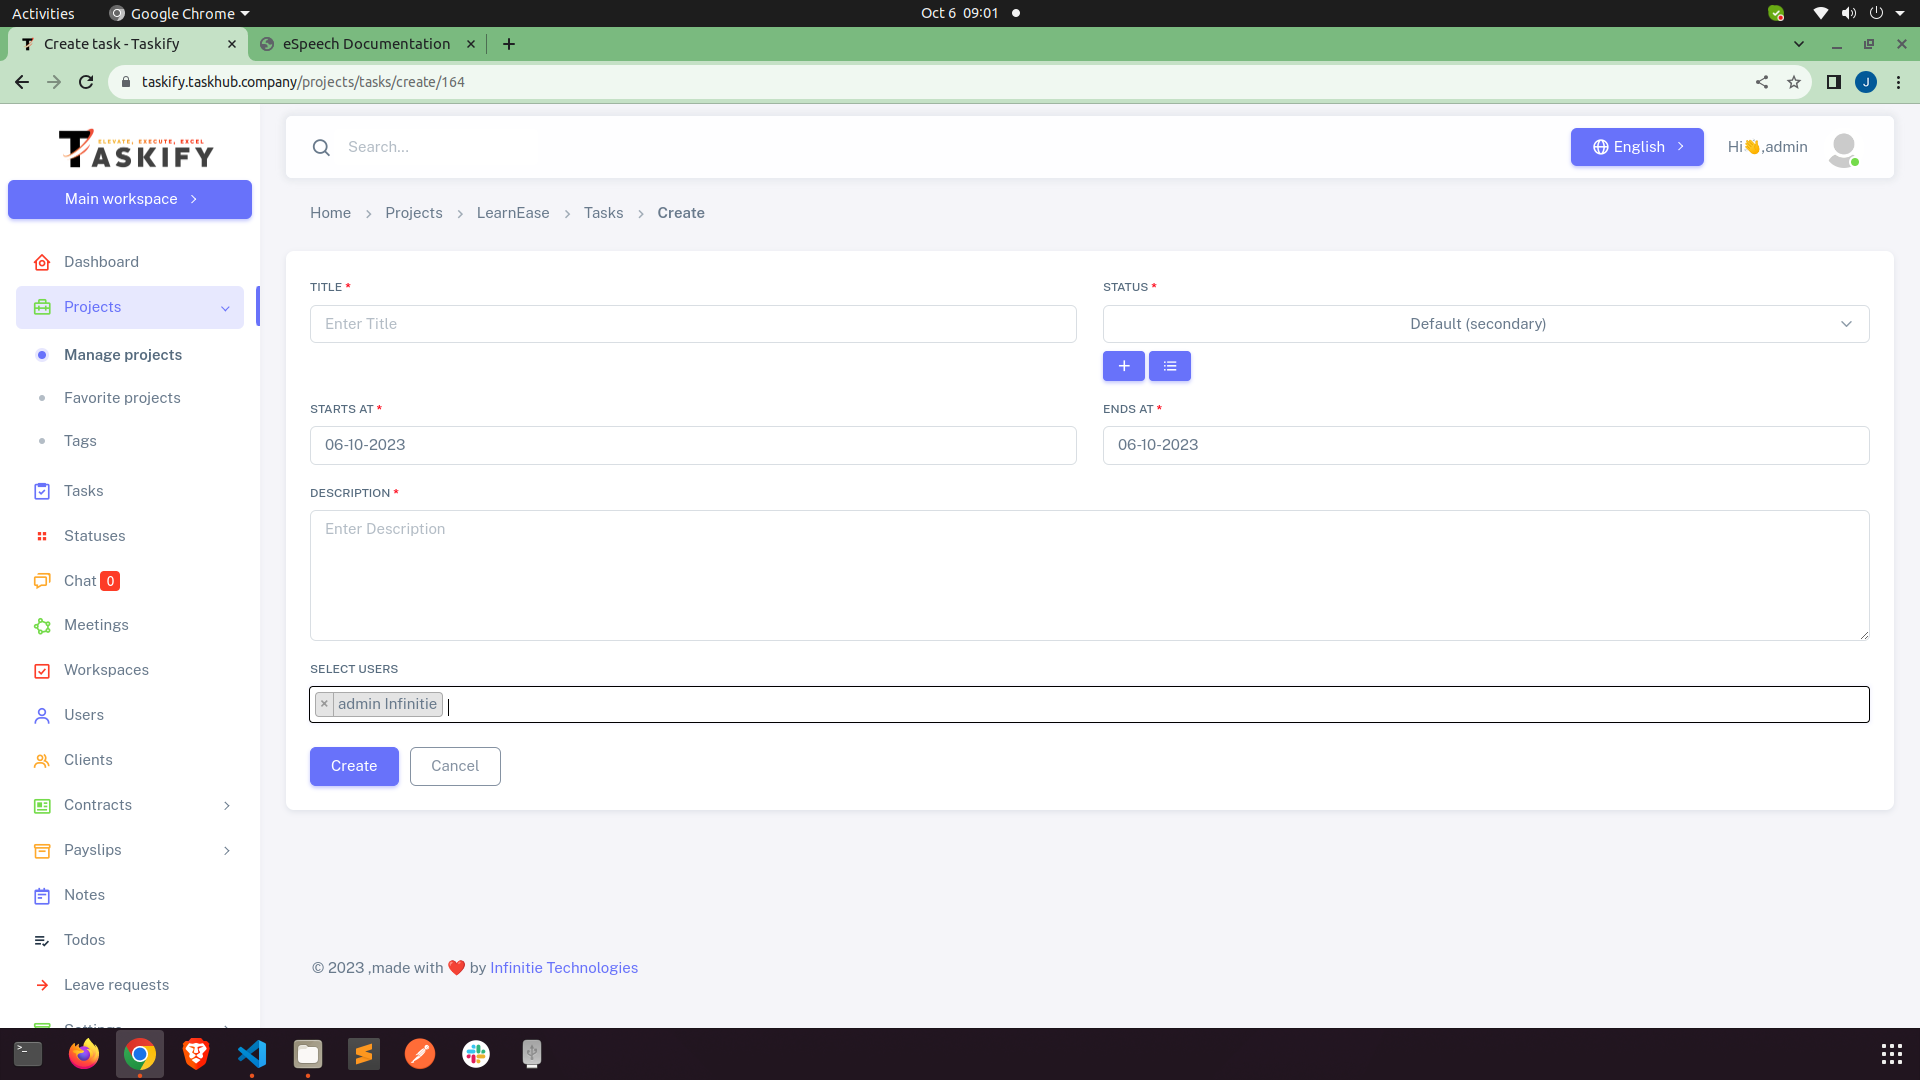 Activities
Google Chrome
Oct 6 09:01
Create task - Taskify
eSpeech Documentation
taskify.taskhub.company/projects/tasks/create/164
J
ELEVATE, EXECUTE, EXCEL
TASKIFY
Main workspace
Search...
English
Hi👋,admin
Home
Projects
LearnEase
Tasks
Create
Dashboard
Projects
Manage projects
Favorite projects
Tags
Tasks
Statuses
Chat 0
Meetings
Workspaces
Users
Clients
Contracts
Payslips
Notes
Todos
Leave requests
Settings
TITLE *
Enter Title
STATUS *
Default (secondary)
STARTS AT *
06-10-2023
ENDS AT *
06-10-2023
DESCRIPTION *
Enter Description
SELECT USERS
× admin Infinitie
Create
Cancel
© 2023 ,made with ❤️ by Infinitie Technologies